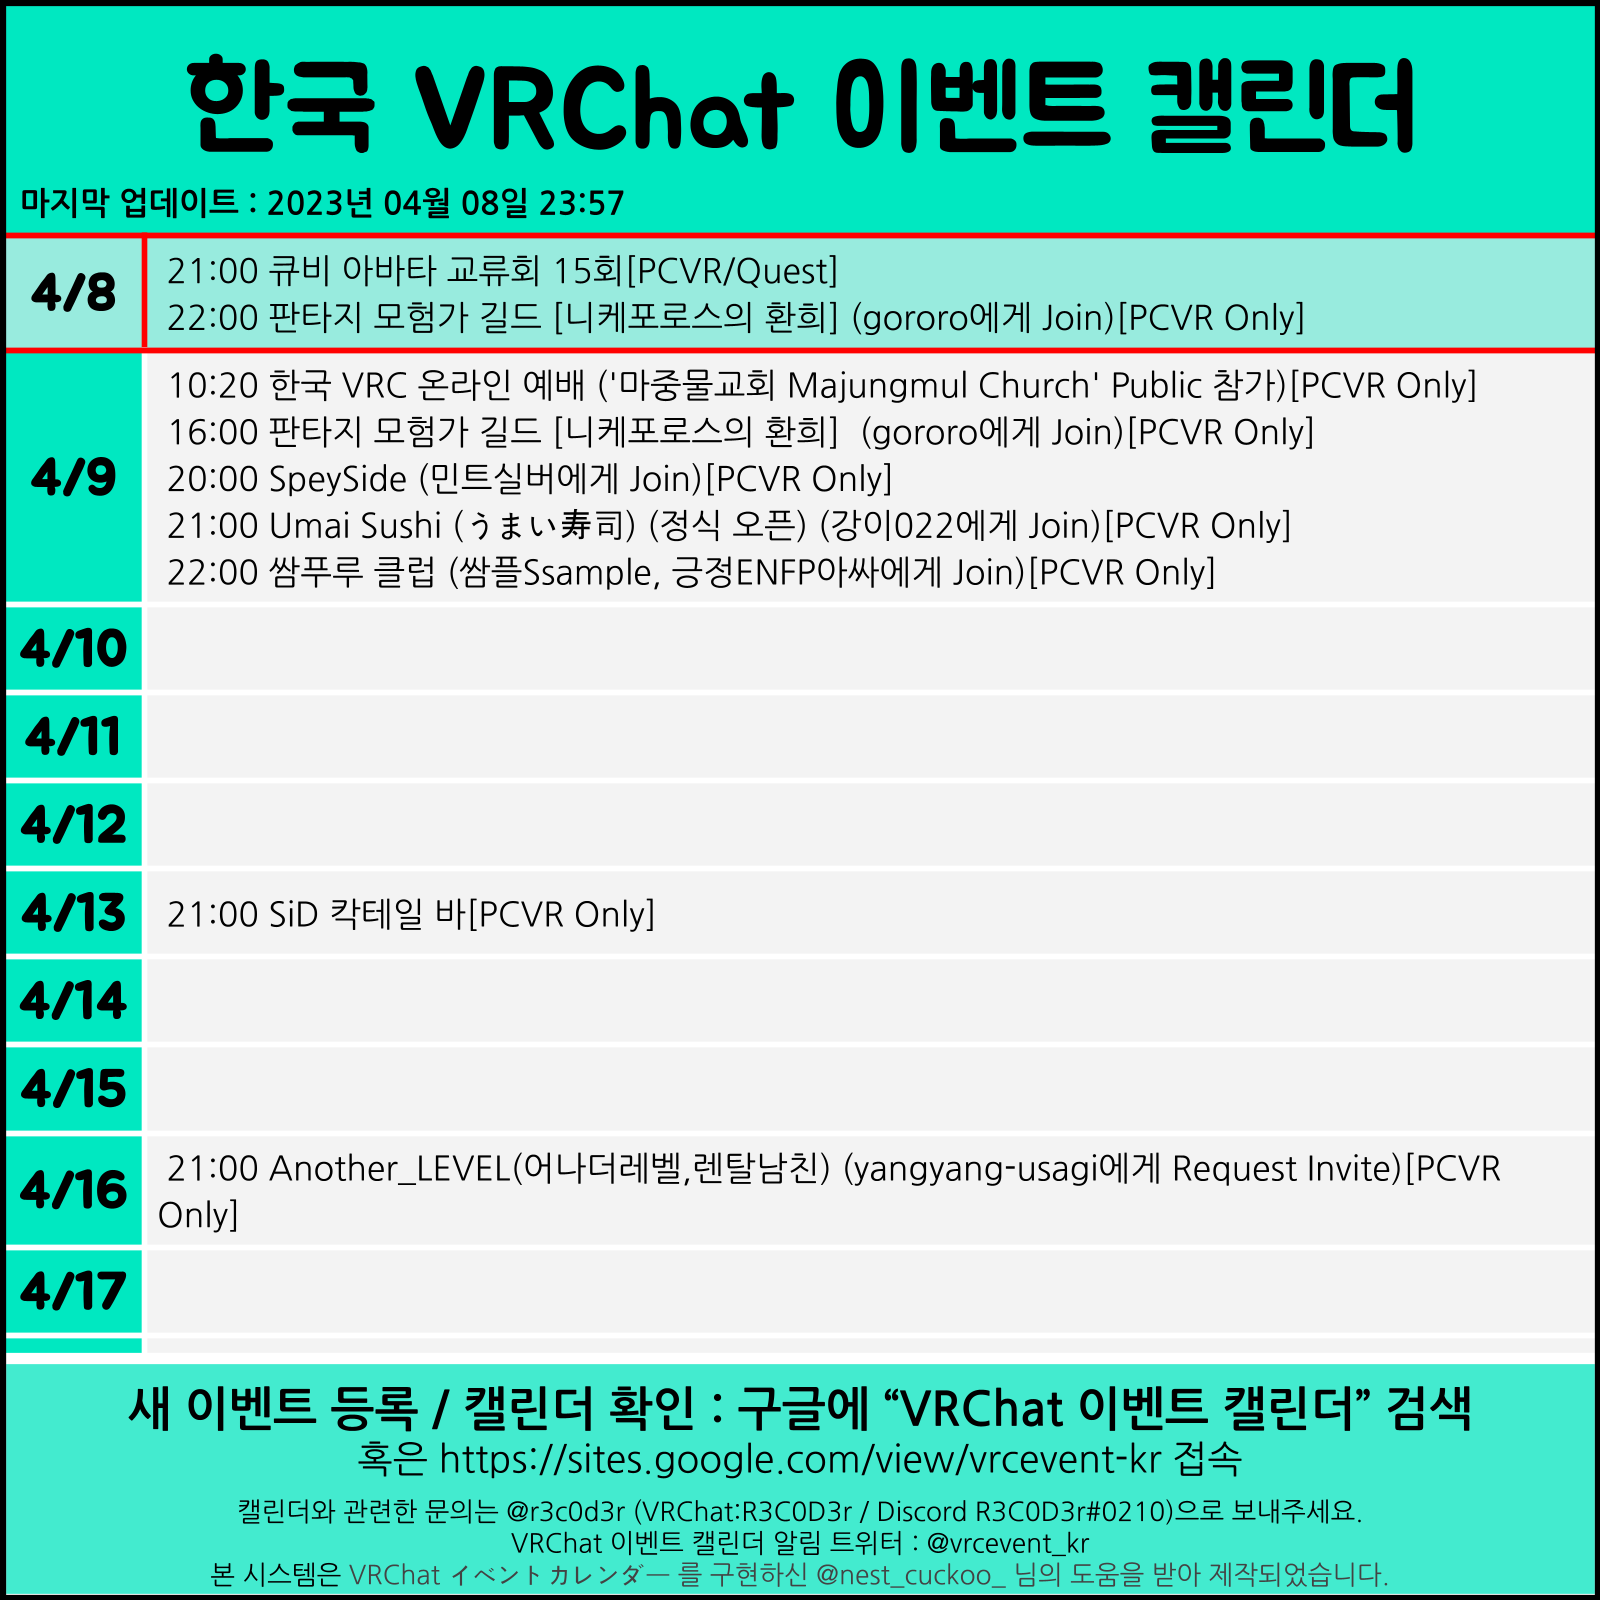 한국 VRChat 이벤트 캘린더
마지막 업데이트 : 2023년 04월 08일 23:57
4/8
21:00 큐비 아바타 교류회 15회[PCVR/Quest]
22:00 판타지 모험가 길드 [니케포로스의 환희] (gororo에게 Join)[PCVR Only]
4/9
10:20 한국 VRC 온라인 예배 ('마중물교회 Majungmul Church' Public 참가)[PCVR Only]
16:00 판타지 모험가 길드 [니케포로스의 환희]  (gororo에게 Join)[PCVR Only]
20:00 SpeySide (민트실버에게 Join)[PCVR Only]
21:00 Umai Sushi (うまい寿司) (정식 오픈) (강이022에게 Join)[PCVR Only]
22:00 쌈푸루 클럽 (쌈플Ssample, 긍정ENFP아싸에게 Join)[PCVR Only]
4/10
4/11
4/12
4/13
21:00 SiD 칵테일 바[PCVR Only]
4/14
4/15
4/16
21:00 Another_LEVEL(어나더레벨,렌탈남친) (yangyang-usagi에게 Request Invite)[PCVR
Only]
4/17
새 이벤트 등록 / 캘린더 확인 : 구글에 “VRChat 이벤트 캘린더” 검색
혹은 https://sites.google.com/view/vrcevent-kr 접속
캘린더와 관련한 문의는 @r3c0d3r (VRChat:R3C0D3r / Discord R3C0D3r#0210)으로 보내주세요.
VRChat 이벤트 캘린더 알림 트위터 : @vrcevent_kr
본 시스템은 VRChat イベントカレンダー 를 구현하신 @nest_cuckoo_ 님의 도움을 받아 제작되었습니다.